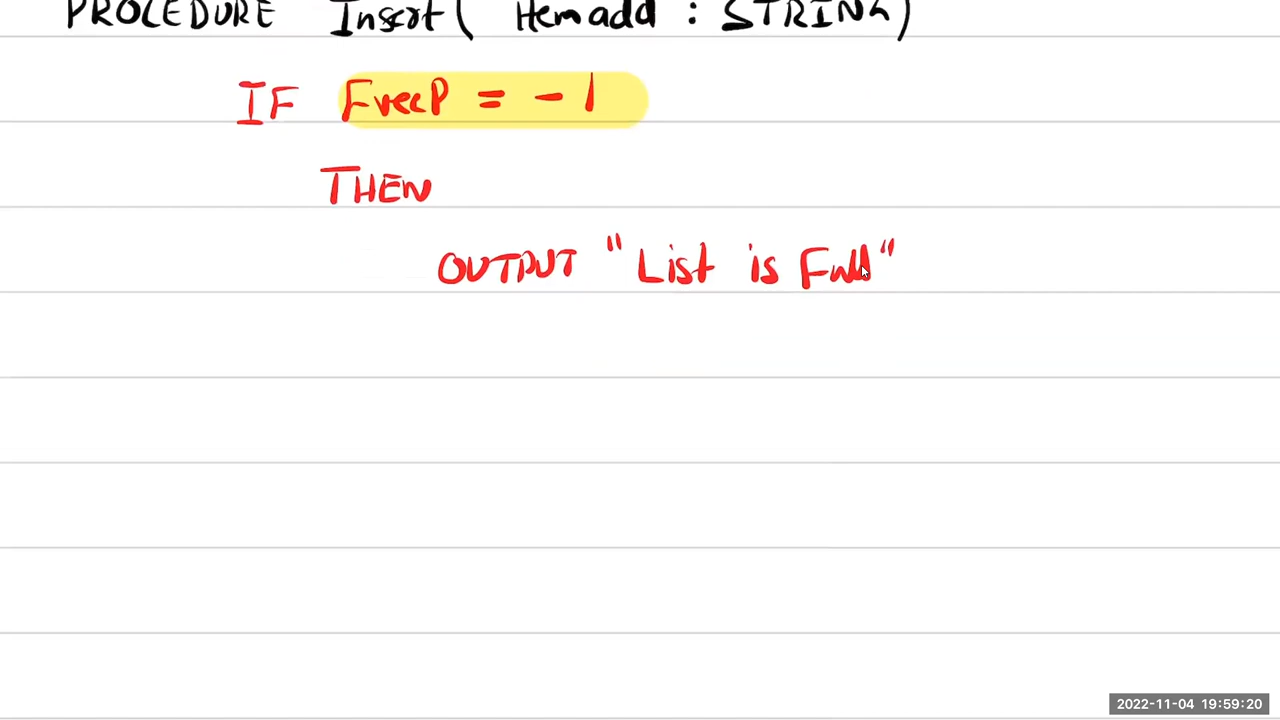 PROCEDURE Insert( Itemadd : STRING)
IF FreeP = -1
THEN
OUTPUT "List is Full"
2022-11-04 19:59:20